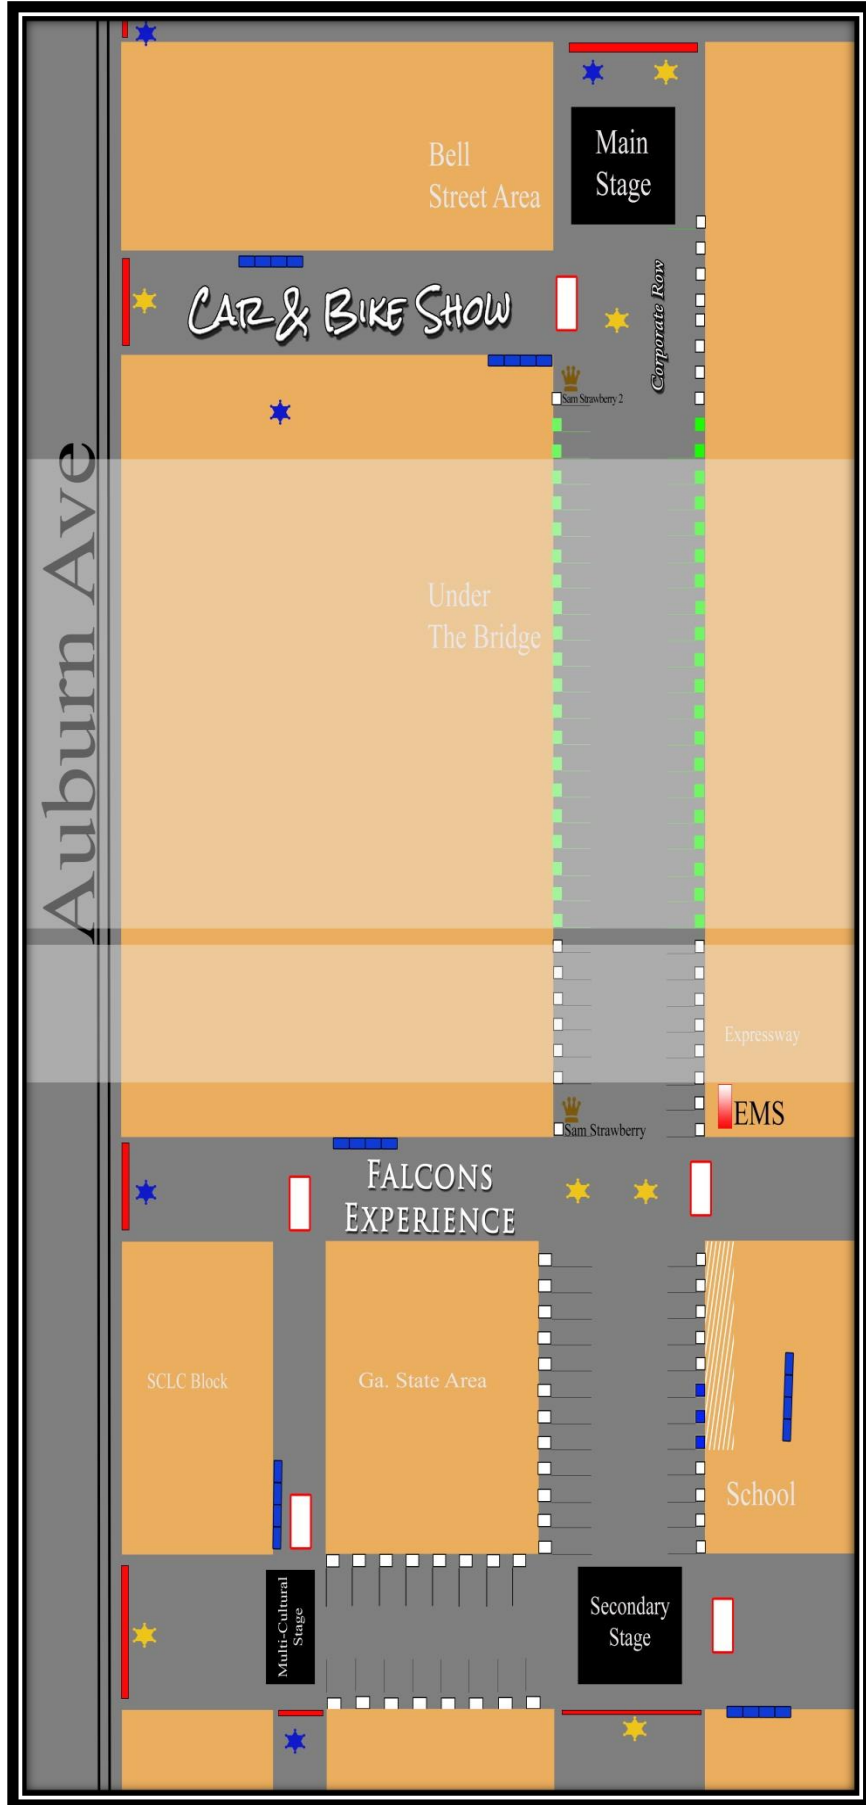 Bell
Street Area
Main
Stage
CAR & BIKE SHOW
Corporate Row
Sam Strawberry 2
Auburn Ave
Under
The Bridge
Expressway
EMS
Sam Strawberry
FALCONS
EXPERIENCE
SCLC Block
Ga. State Area
School
Multi-Cultural
Stage
Secondary
Stage